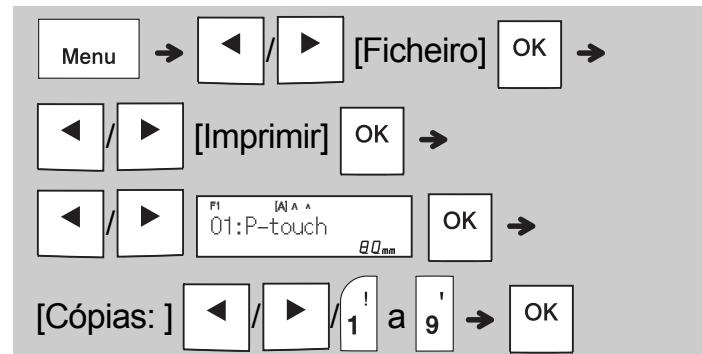 Menu → ◄/► [Ficheiro] OK →
◄/► [Imprimir] OK →
◄/► F1 [A] A A 01:P-touch 80mm OK →
[Cópias: ] ◄/►/! 1 a ' 9 → OK